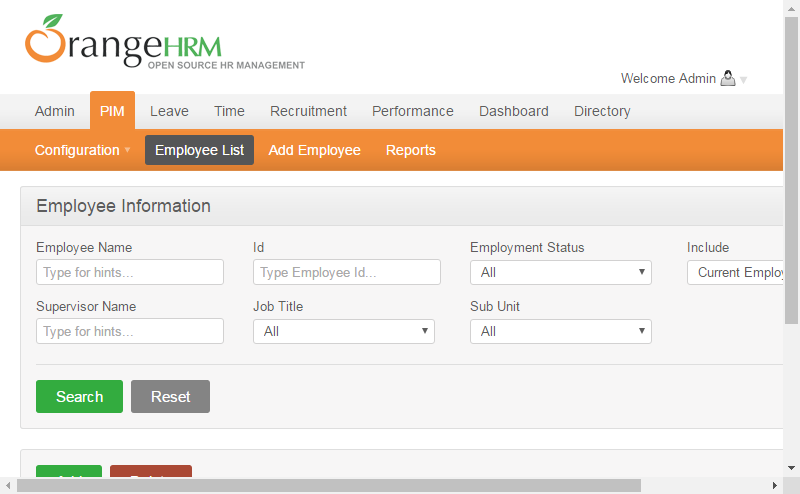 OrangeHRM
OPEN SOURCE HR MANAGEMENT
Welcome Admin
Admin PIM Leave Time Recruitment Performance Dashboard Directory
Configuration Employee List Add Employee Reports
Employee Information
Employee Name Id Employment Status Include
Type for hints... Type Employee Id... All Current Employ
Supervisor Name Job Title Sub Unit
Type for hints... All All
Search Reset